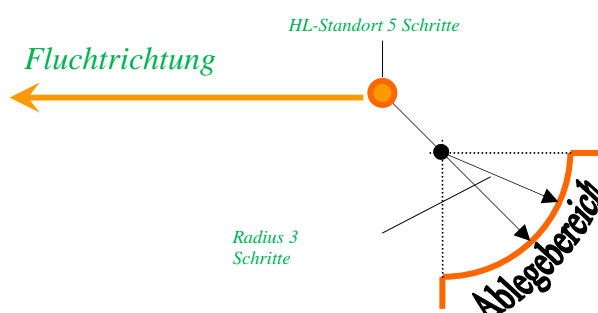 HL-Standort 5 Schritte
Fluchtrichtung
Radius 3
Schritte
Ablegebereich